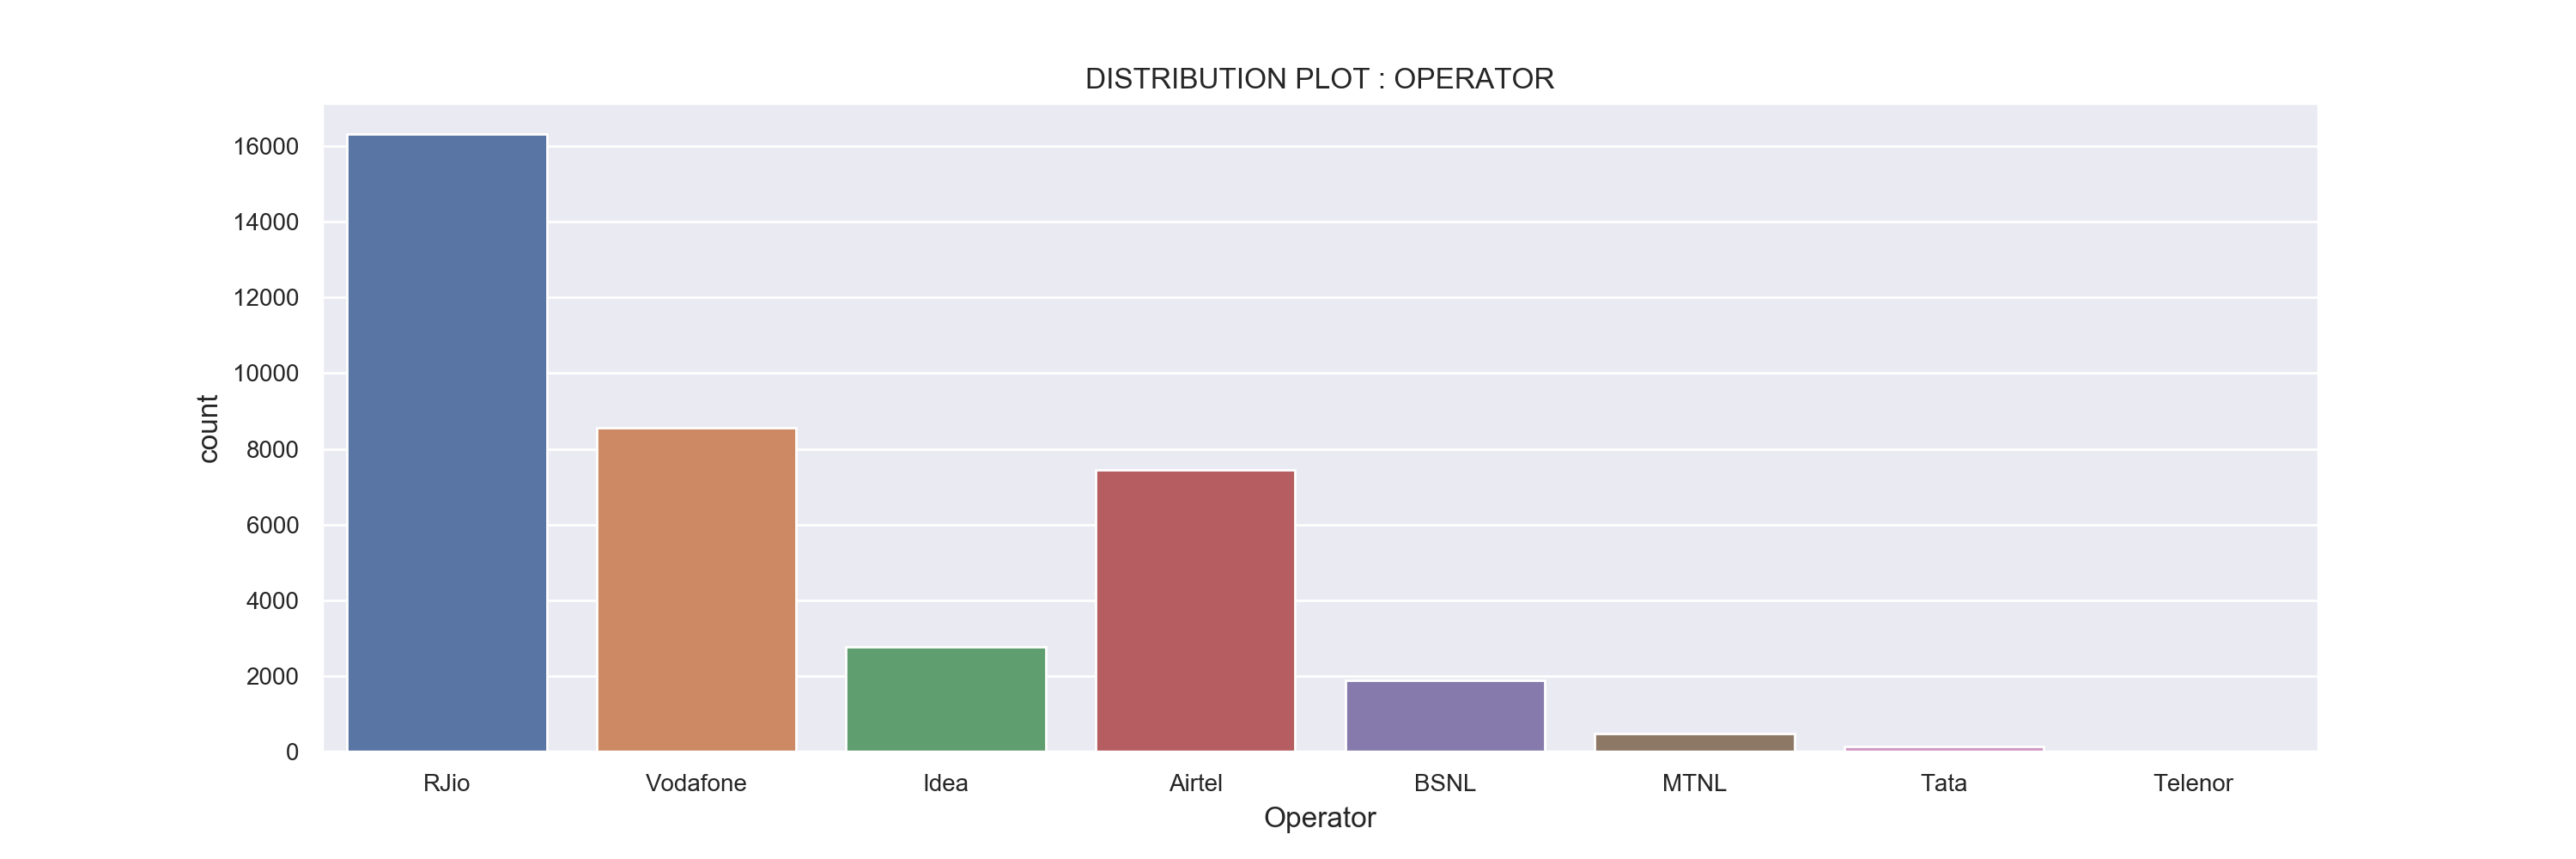 DISTRIBUTION PLOT : OPERATOR
16000
14000
12000
10000
8000
6000
4000
2000
0
count
RJio Vodafone Idea Airtel BSNL MTNL Tata Telenor
Operator